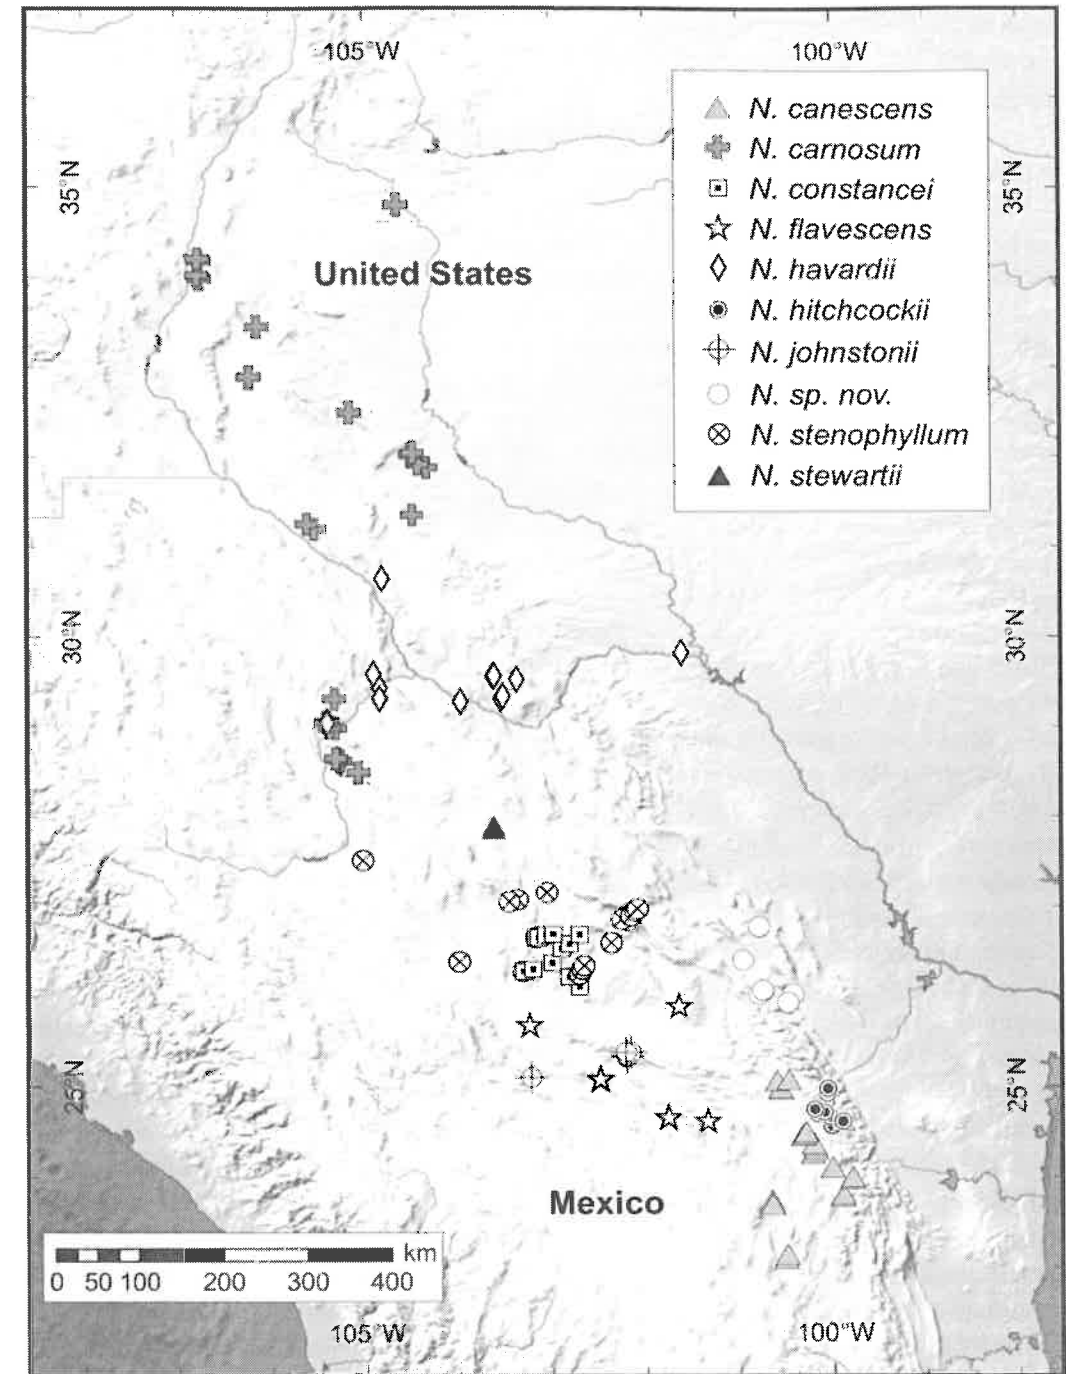 105°W 100°W
N. canescens
N. carnosum
35°N 35°N
N. constancei
N. flavescens
United States
N. havardii
N. hitchcockii
N. johnstonii
N. sp. nov.
N. stenophyllum
N. stewartii
30°N 30°N
25°N 25°N
Mexico
km
0 50 100 200 300 400
105°W 100°W